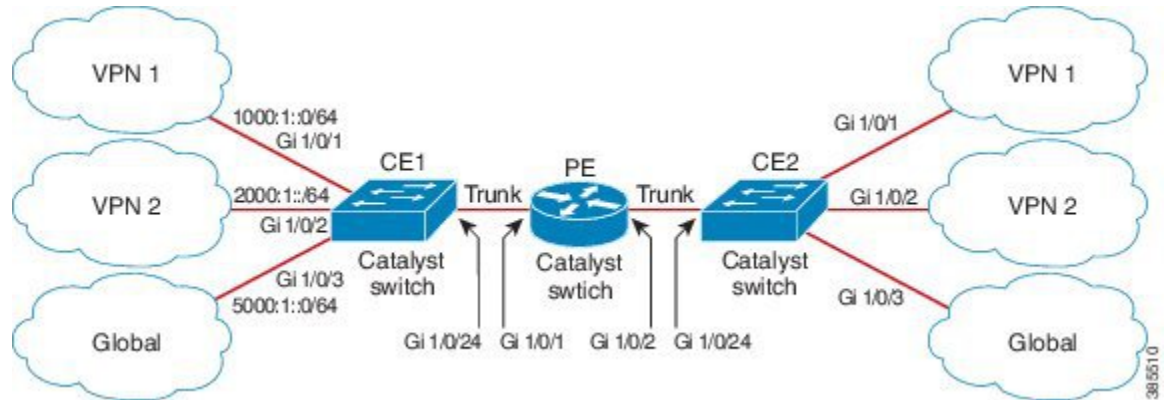 VPN 1
1000:1::0/64
Gi 1/0/1
VPN 2
2000:1::/64
Gi 1/0/2
Global
Gi 1/0/3
5000:1::0/64
CE1
Trunk
PE
Trunk
CE2
Catalyst
switch
Catalyst
swtich
Catalyst
switch
Gi 1/0/24
Gi 1/0/1
Gi 1/0/2
Gi 1/0/24
Gi 1/0/1
VPN 1
Gi 1/0/2
VPN 2
Gi 1/0/3
Global
385510